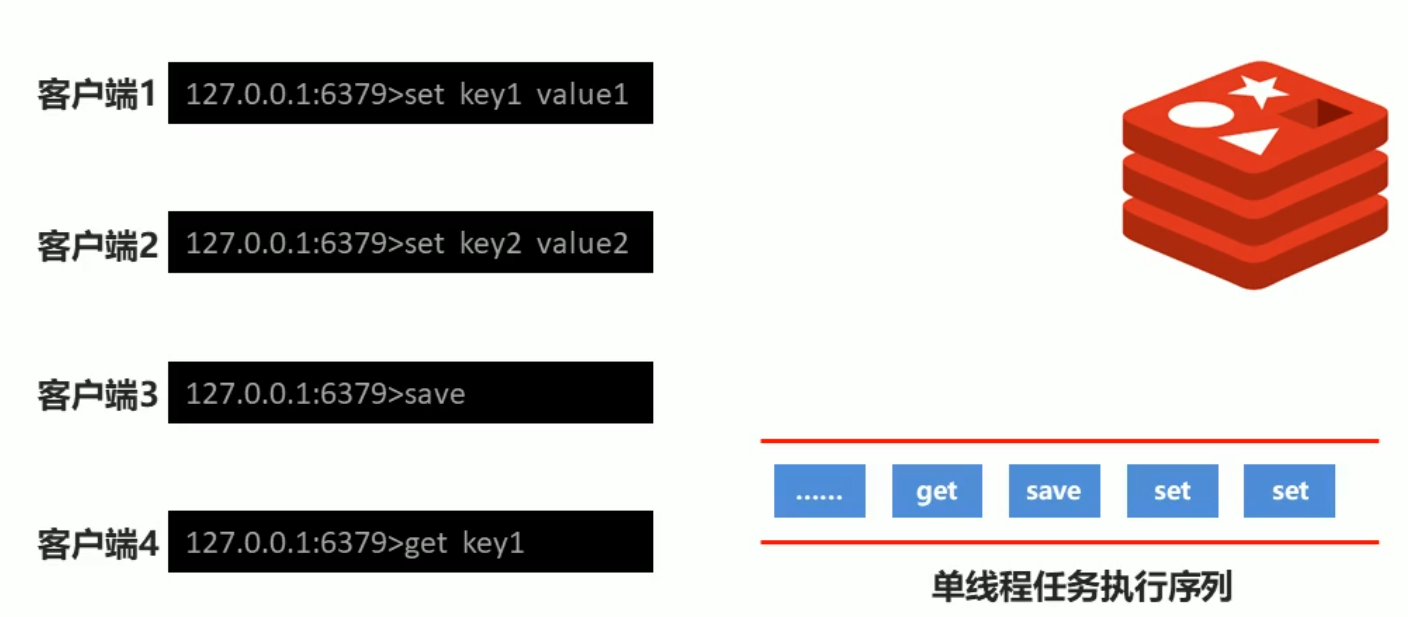 客户端1 127.0.0.1:6379>set key1 value1
客户端2 127.0.0.1:6379>set key2 value2
客户端3 127.0.0.1:6379>save
客户端4 127.0.0.1:6379>get key1
...... get save set set
单线程任务执行序列